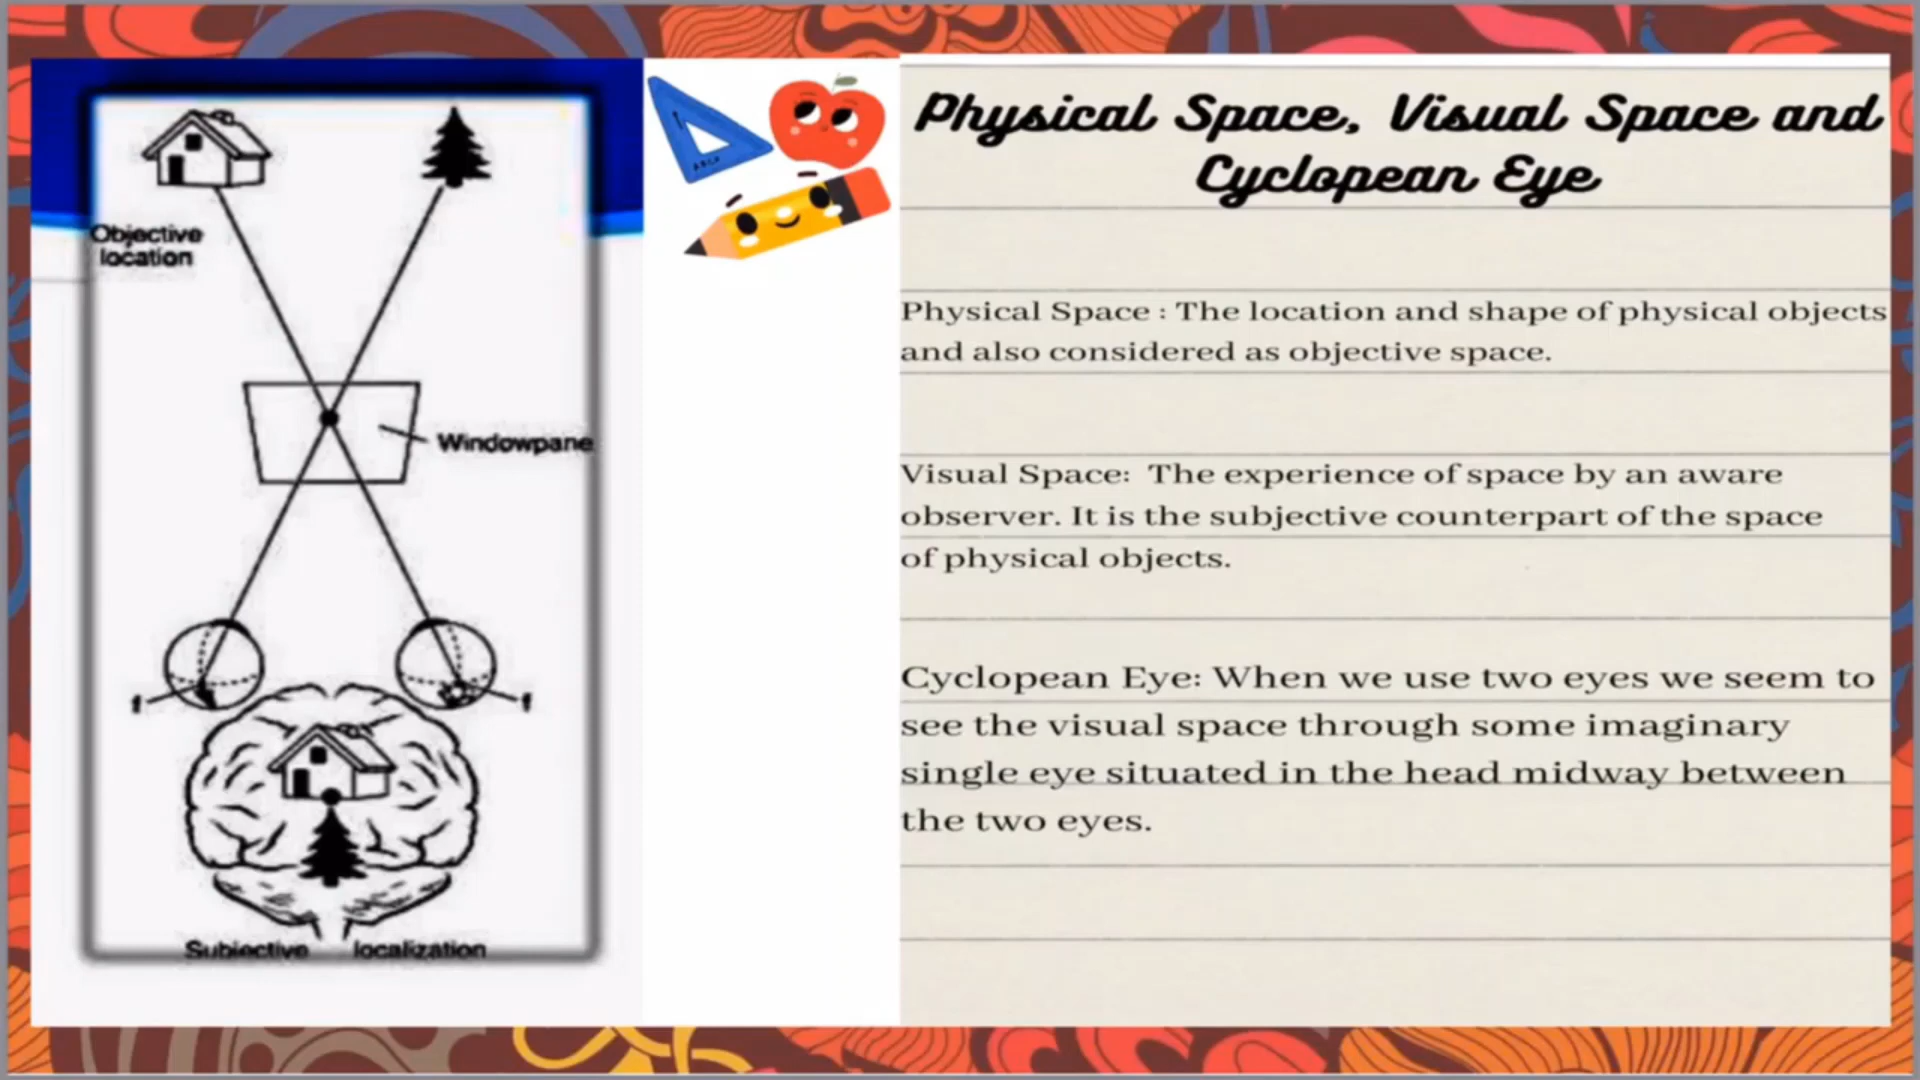 Objective
location
Windowpane
f
f
Subjective localization
Physical Space, Visual Space and
Cyclopean Eye
Physical Space : The location and shape of physical objects
and also considered as objective space.
Visual Space: The experience of space by an aware
observer. It is the subjective counterpart of the space
of physical objects.
Cyclopean Eye: When we use two eyes we seem to
see the visual space through some imaginary
single eye situated in the head midway between
the two eyes.